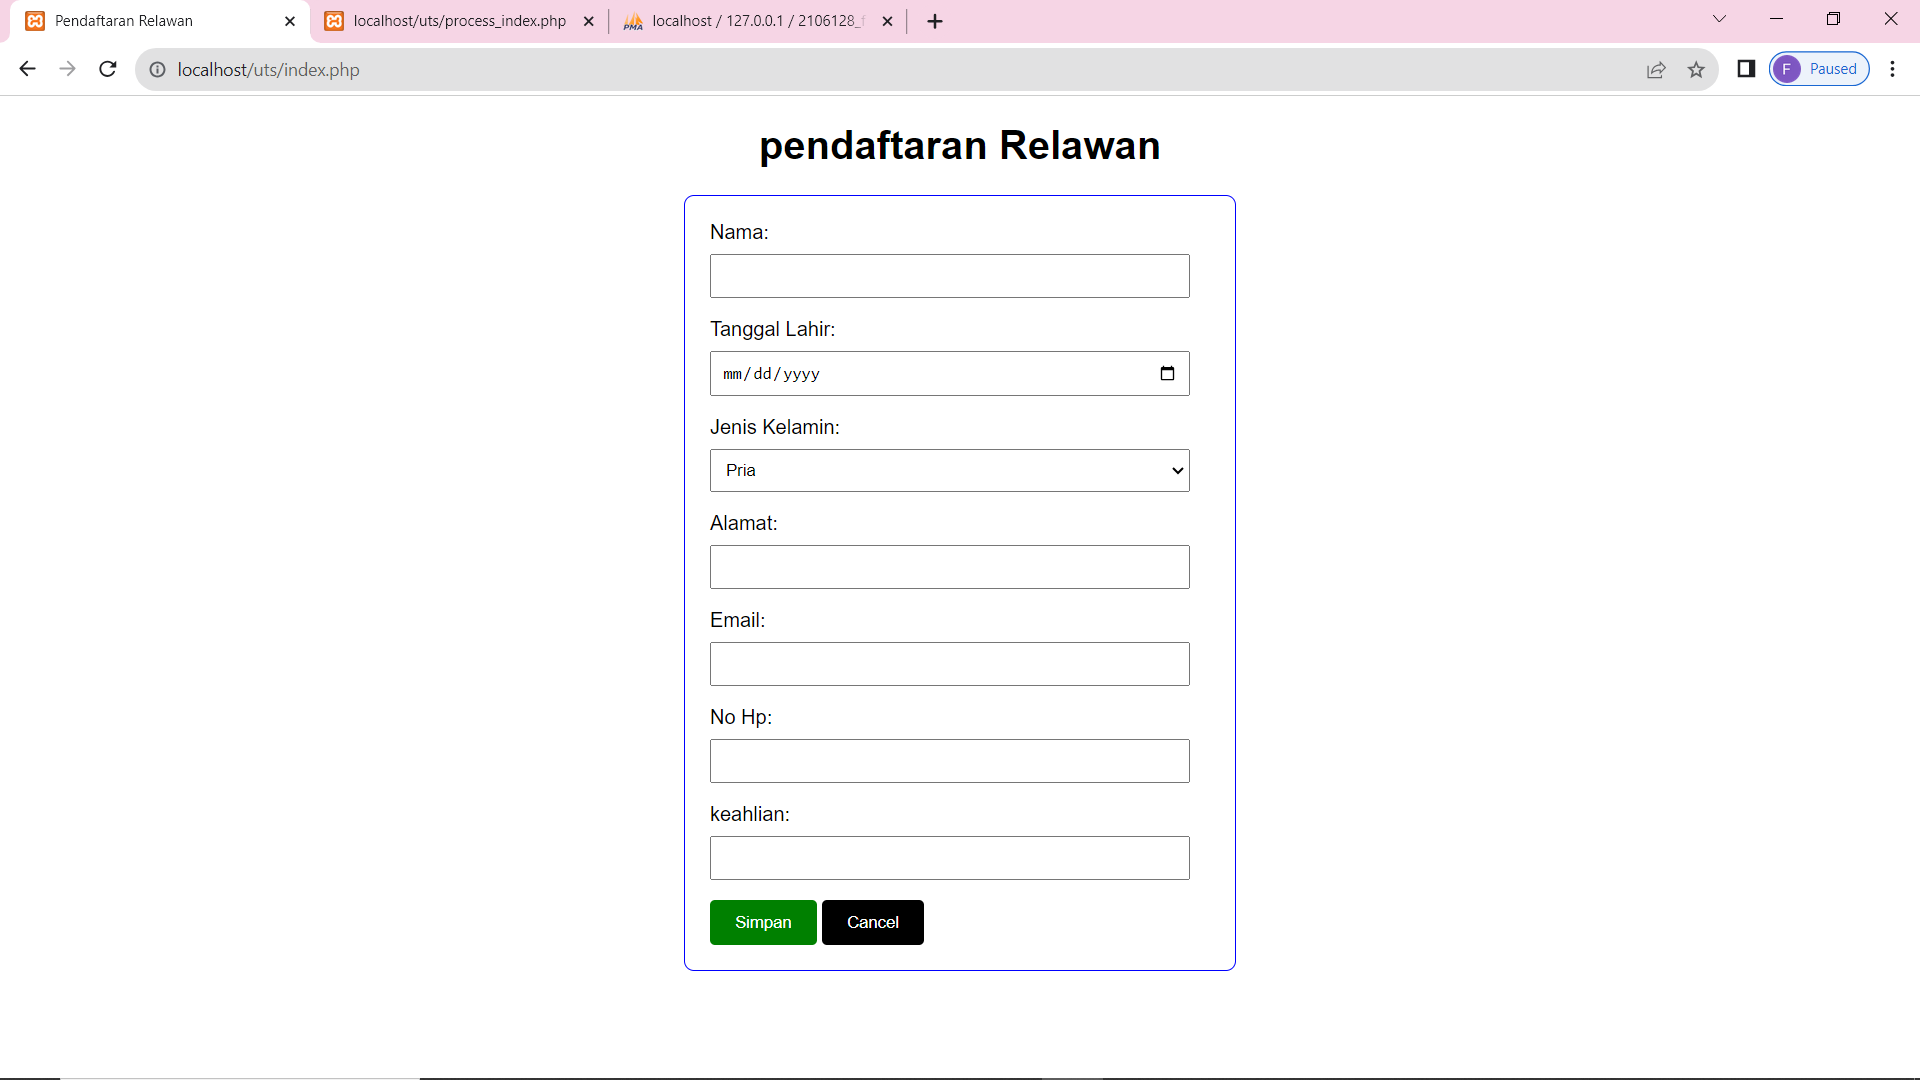 Pendaftaran Relawan
localhost/uts/process_index.php
localhost / 127.0.0.1 / 2106128_
localhost/uts/index.php
F Paused
pendaftaran Relawan
Nama:
Tanggal Lahir:
mm/dd/yyyy
Jenis Kelamin:
Pria
Alamat:
Email:
No Hp:
keahlian:
Simpan Cancel